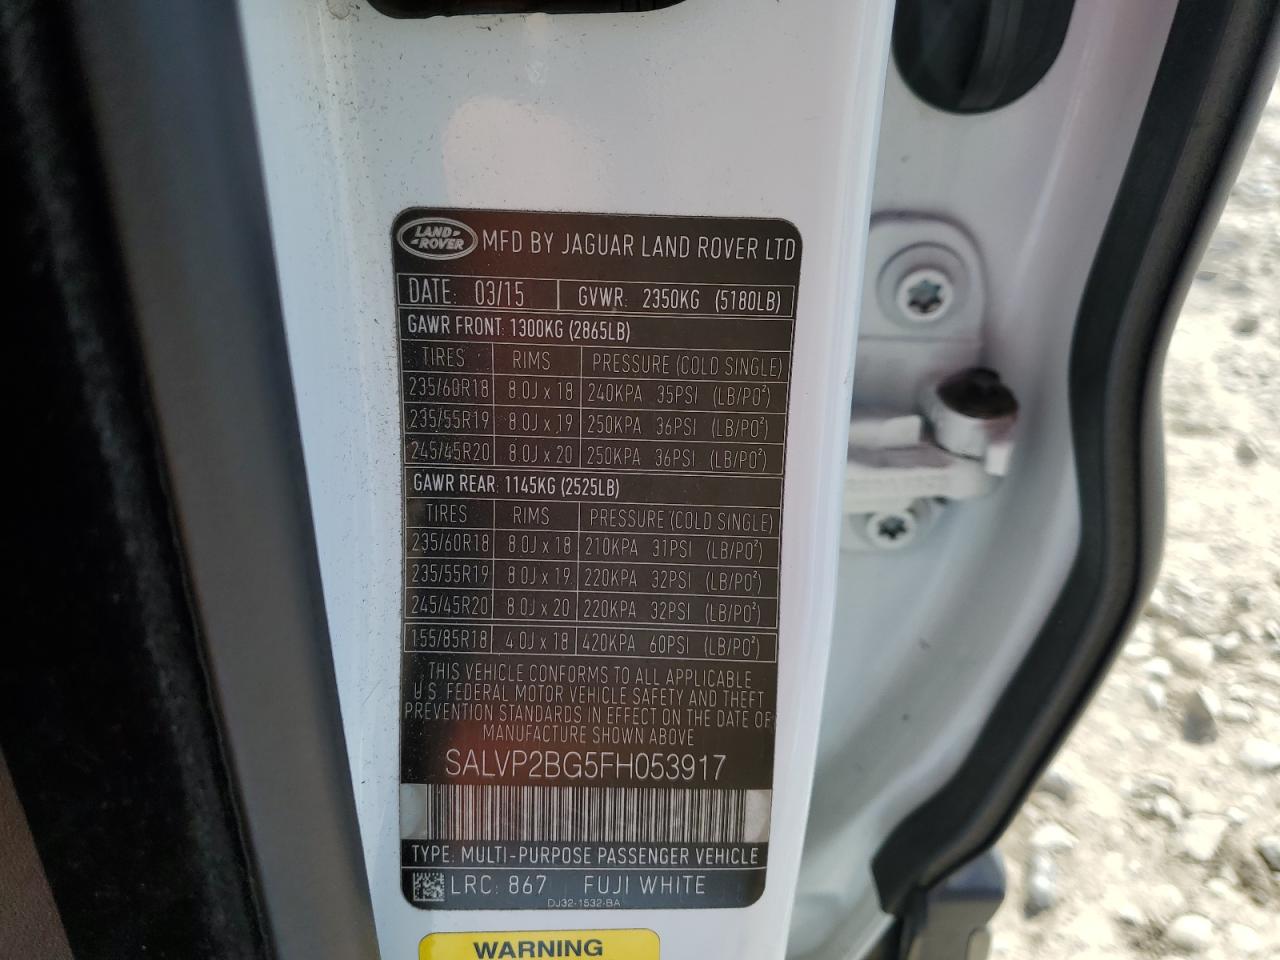 LAND-
-ROVER
MFD BY JAGUAR LAND ROVER LTD
DATE: 03/15 GVWR: 2350KG (5180LB)
GAWR FRONT: 1300KG (2865LB)
TIRES RIMS PRESSURE (COLD SINGLE)
235/60R18 8.0J x 18 240KPA 35PSI (LB/PO²)
235/55R19 8.0J x 19 250KPA 36PSI (LB/PO²)
245/45R20 8.0J x 20 250KPA 36PSI (LB/PO²)
GAWR REAR: 1145KG (2525LB)
TIRES RIMS PRESSURE (COLD SINGLE)
235/60R18 8.0J x 18 210KPA 31PSI (LB/PO²)
235/55R19 8.0J x 19 220KPA 32PSI (LB/PO²)
245/45R20 8.0J x 20 220KPA 32PSI (LB/PO²)
155/85R18 4.0J x 18 420KPA 60PSI (LB/PO²)
THIS VEHICLE CONFORMS TO ALL APPLICABLE
U.S. FEDERAL MOTOR VEHICLE SAFETY AND THEFT
PREVENTION STANDARDS IN EFFECT ON THE DATE OF
MANUFACTURE SHOWN ABOVE
SALVP2BG5FH053917
TYPE: MULTI-PURPOSE PASSENGER VEHICLE
LRC: 867 FUJI WHITE
DJ32-1532-BA
WARNING